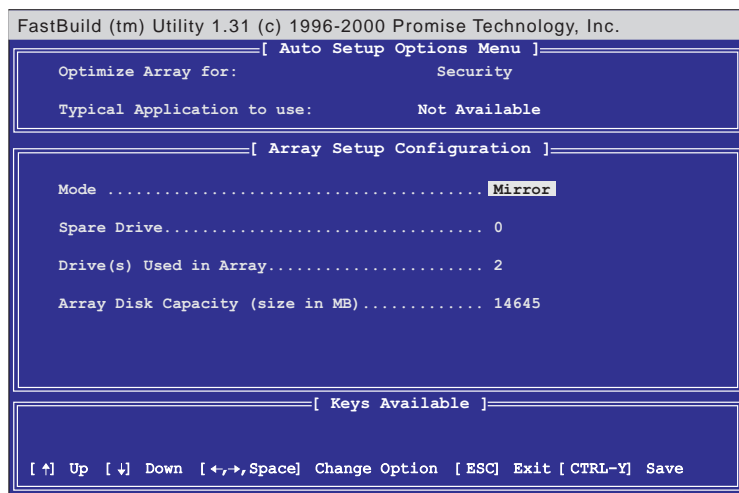 FastBuild (tm) Utility 1.31 (c) 1996-2000 Promise Technology, Inc.
[ Auto Setup Options Menu ]
Optimize Array for: Security
Typical Application to use: Not Available
[ Array Setup Configuration ]
Mode ........................................ Mirror
Spare Drive.................................. 0
Drive(s) Used in Array....................... 2
Array Disk Capacity (size in MB)............. 14645
[ Keys Available ]
[↑] Up [↓] Down [←,→,Space] Change Option [ESC] Exit [CTRL-Y] Save